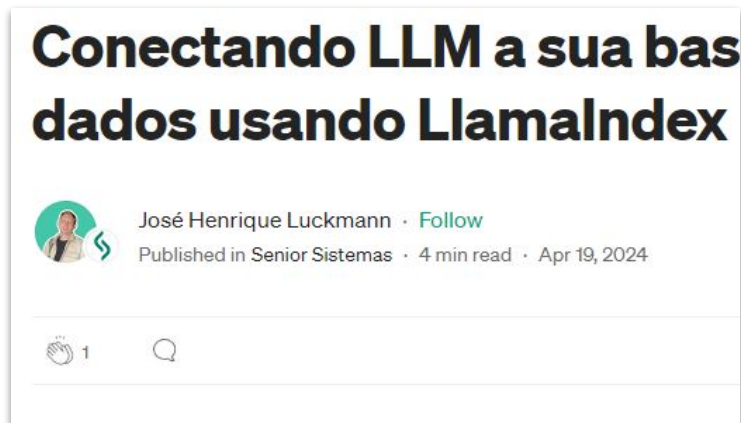 Conectando LLM a sua bas
dados usando LlamaIndex
José Henrique Luckmann · Follow
Published in Senior Sistemas · 4 min read · Apr 19, 2024
1